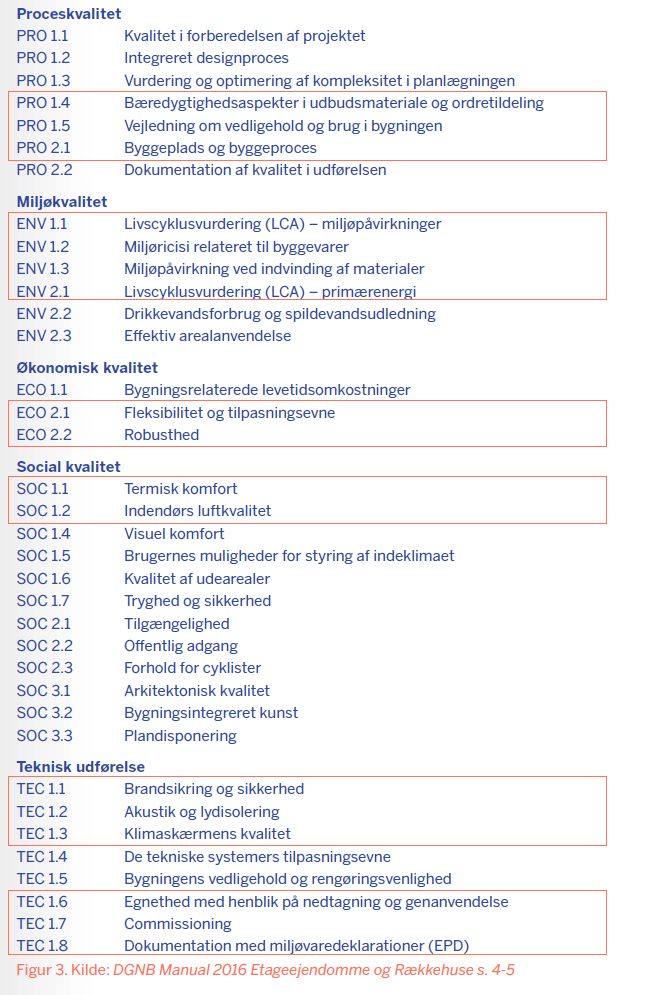 Proceskvalitet
PRO 1.1 Kvalitet i forberedelsen af projektet
PRO 1.2 Integreret designproces
PRO 1.3 Vurdering og optimering af kompleksitet i planlægningen
PRO 1.4 Bæredygtighedsaspekter i udbudsmateriale og ordretildeling
PRO 1.5 Vejledning om vedligehold og brug i bygningen
PRO 2.1 Byggeplads og byggeproces
PRO 2.2 Dokumentation af kvalitet i udførelsen
Miljøkvalitet
ENV 1.1 Livscyklusvurdering (LCA) – miljøpåvirkninger
ENV 1.2 Miljøricisi relateret til byggevarer
ENV 1.3 Miljøpåvirkning ved indvinding af materialer
ENV 2.1 Livscyklusvurdering (LCA) – primærenergi
ENV 2.2 Drikkevandsforbrug og spildevandsudledning
ENV 2.3 Effektiv arealanvendelse
Økonomisk kvalitet
ECO 1.1 Bygningsrelaterede levetidsomkostninger
ECO 2.1 Fleksibilitet og tilpasningsevne
ECO 2.2 Robusthed
Social kvalitet
SOC 1.1 Termisk komfort
SOC 1.2 Indendørs luftkvalitet
SOC 1.4 Visuel komfort
SOC 1.5 Brugernes muligheder for styring af indeklimaet
SOC 1.6 Kvalitet af udearealer
SOC 1.7 Tryghed og sikkerhed
SOC 2.1 Tilgængelighed
SOC 2.2 Offentlig adgang
SOC 2.3 Forhold for cyklister
SOC 3.1 Arkitektonisk kvalitet
SOC 3.2 Bygningsintegreret kunst
SOC 3.3 Plandisponering
Teknisk udførelse
TEC 1.1 Brandsikring og sikkerhed
TEC 1.2 Akustik og lydisolering
TEC 1.3 Klimaskærmens kvalitet
TEC 1.4 De tekniske systemers tilpasningsevne
TEC 1.5 Bygningens vedligehold og rengøringsvenlighed
TEC 1.6 Egnethed med henblik på nedtagning og genanvendelse
TEC 1.7 Commissioning
TEC 1.8 Dokumentation med miljøvaredeklarationer (EPD)
Figur 3. Kilde: DGNB Manual 2016 Etageejendomme og Rækkehuse s. 4-5